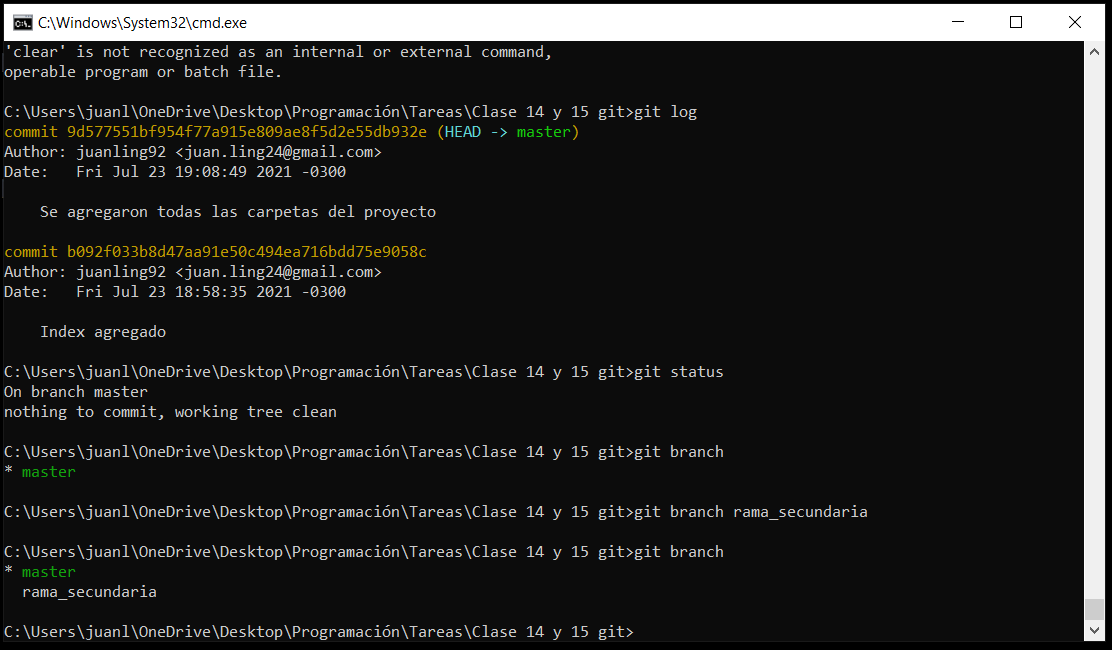 C:\Windows\System32\cmd.exe
'clear' is not recognized as an internal or external command,
operable program or batch file.
C:\Users\juanl\OneDrive\Desktop\Programación\Tareas\Clase 14 y 15 git>git log
commit 9d577551bf954f77a915e809ae8f5d2e55db932e (HEAD -> master)
Author: juanling92 <juan.ling24@gmail.com>
Date:   Fri Jul 23 19:08:49 2021 -0300
    Se agregaron todas las carpetas del proyecto
commit b092f033b8d47aa91e50c494ea716bdd75e9058c
Author: juanling92 <juan.ling24@gmail.com>
Date:   Fri Jul 23 18:58:35 2021 -0300
    Index agregado
C:\Users\juanl\OneDrive\Desktop\Programación\Tareas\Clase 14 y 15 git>git status
On branch master
nothing to commit, working tree clean
C:\Users\juanl\OneDrive\Desktop\Programación\Tareas\Clase 14 y 15 git>git branch
* master
C:\Users\juanl\OneDrive\Desktop\Programación\Tareas\Clase 14 y 15 git>git branch rama_secundaria
C:\Users\juanl\OneDrive\Desktop\Programación\Tareas\Clase 14 y 15 git>git branch
* master
  rama_secundaria
C:\Users\juanl\OneDrive\Desktop\Programación\Tareas\Clase 14 y 15 git>